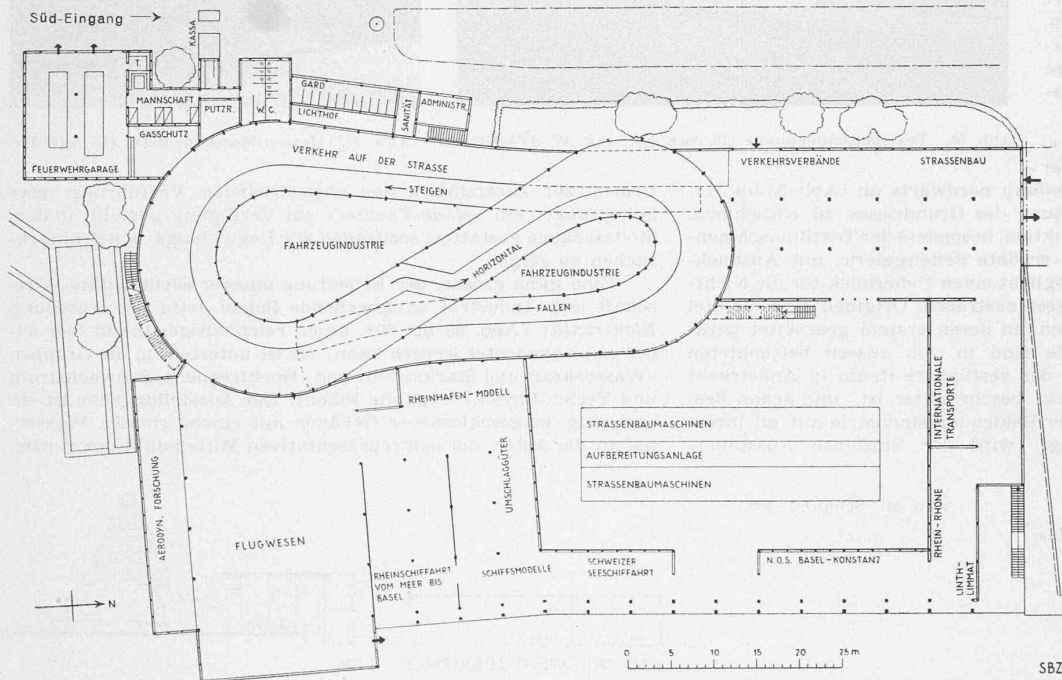 Süd-Eingang
KASSA
T.
MANNSCHAFT
PUTZR.
W.C.
GARD
LICHTHOF
SANITÄT
ADMINISTR.
GASSCHUTZ
FEUERWEHRGARAGE
VERKEHR AUF DER STRASSE
STEIGEN
VERKEHRSVERBÄNDE
STRASSENBAU
FAHRZEUGINDUSTRIE
HORIZONTAL
FAHRZEUGINDUSTRIE
FALLEN
RHEINHAFEN-MODELL
INTERNATIONALE
TRANSPORTE
STRASSENBAUMASCHINEN
AUFBEREITUNGSANLAGE
STRASSENBAUMASCHINEN
UMSCHLAGGÜTER
AERODYN. FORSCHUNG
FLUGWESEN
RHEINSCHIFFAHRT
VOM MEER BIS
BASEL
SCHIFFSMODELLE
SCHWEIZER
SEESCHIFFAHRT
N.O.S. BASEL-KONSTANZ
RHEIN-RHONE
LINTH-
LIMMAT
N
0 5 10 15 20 25 m
SBZ